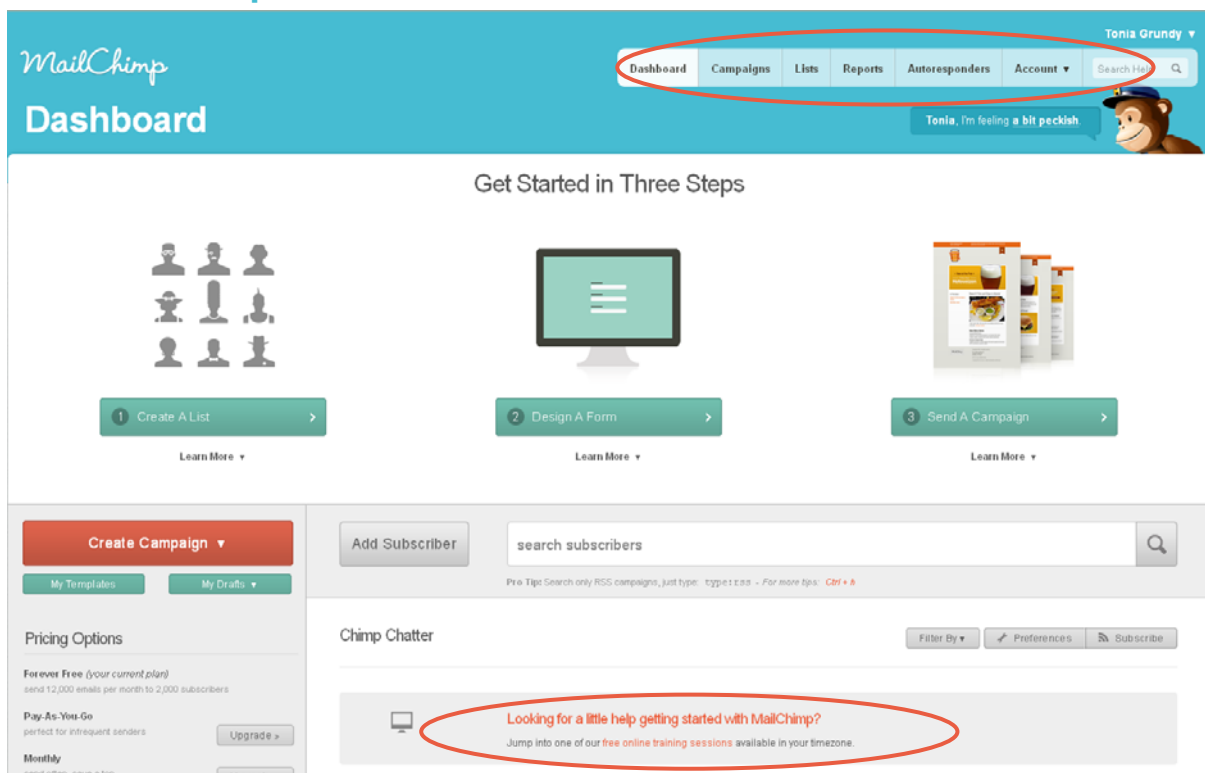 Tonia Grundy ▼
MailChimp
Dashboard Campaigns Lists Reports Autoresponders Account ▼ Search Help
Dashboard
Tonia, I'm feeling a bit peckish.
Get Started in Three Steps
1 Create A List >
2 Design A Form >
3 Send A Campaign >
Learn More ▼
Learn More ▼
Learn More ▼
Create Campaign ▼
My Templates
My Drafts ▼
Add Subscriber
search subscribers
Pro Tip: Search only RSS campaigns, just type: type:rss - For more tips: Ctrl + h
Pricing Options
Forever Free (your current plan)
send 12,000 emails per month to 2,000 subscribers
Pay-As-You-Go
perfect for infrequent senders
Upgrade »
Monthly
Chimp Chatter
Filter By ▼
Preferences
Subscribe
Looking for a little help getting started with MailChimp?
Jump into one of our free online training sessions available in your timezone.